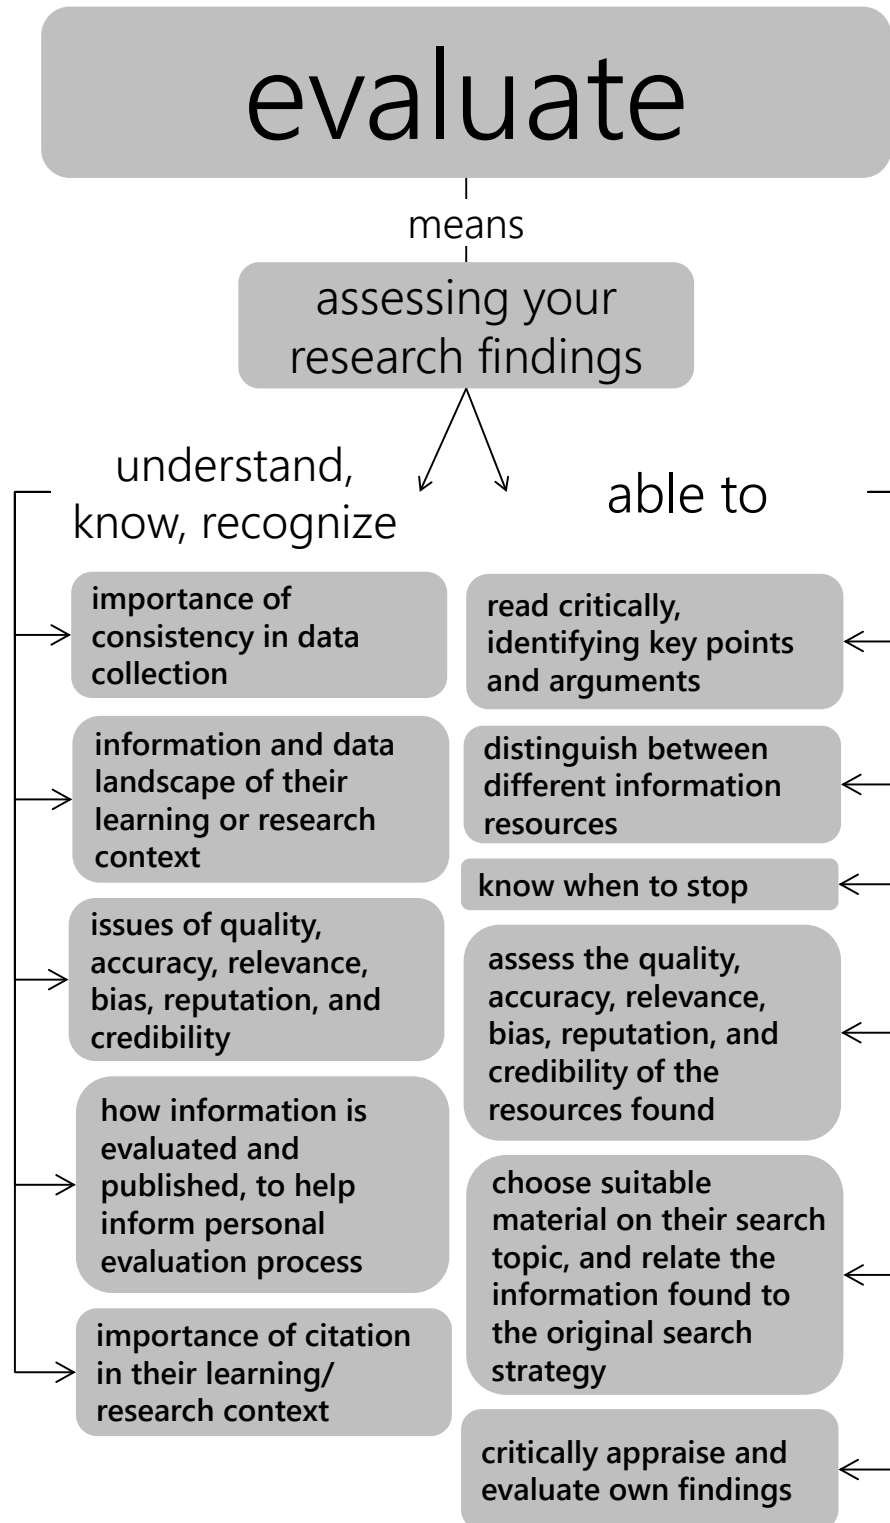 evaluate
means
assessing your
research findings
understand,
know, recognize
importance of
consistency in data
collection
information and data
landscape of their
learning or research
context
issues of quality,
accuracy, relevance,
bias, reputation, and
credibility
how information is
evaluated and
published, to help
inform personal
evaluation process
importance of citation
in their learning/
research context
able to
read critically,
identifying key points
and arguments
distinguish between
different information
resources
know when to stop
assess the quality,
accuracy, relevance,
bias, reputation, and
credibility of the
resources found
choose suitable
material on their search
topic, and relate the
information found to
the original search
strategy
critically appraise and
evaluate own findings